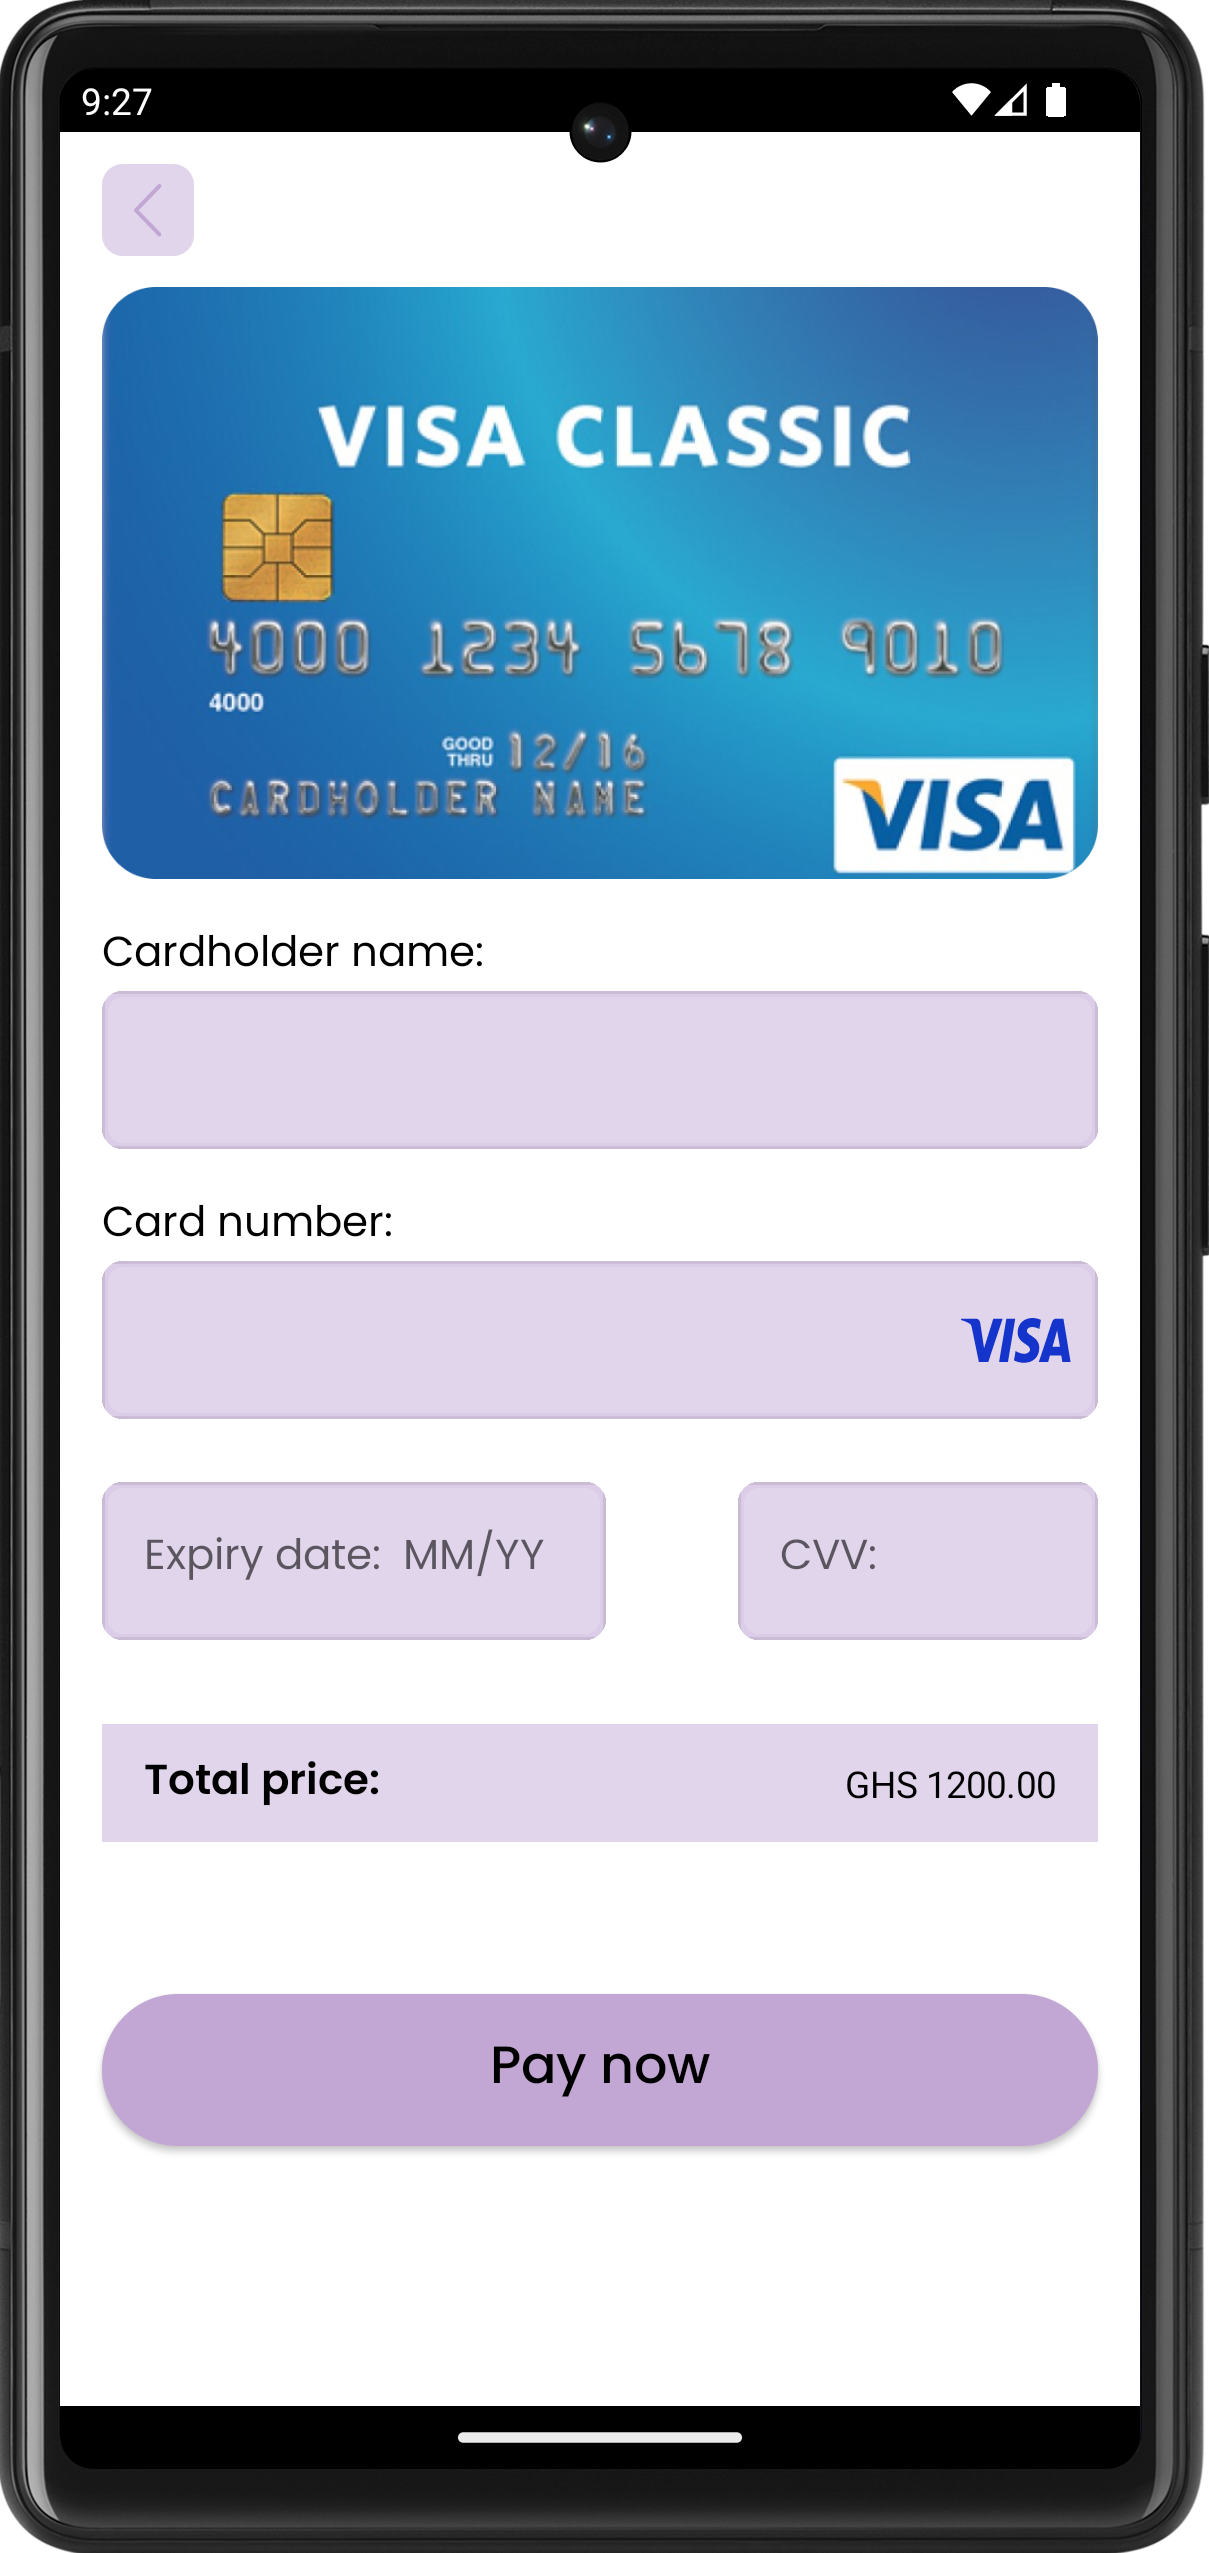 9:27
VISA CLASSIC
4000 1234 5678 9010
4000
GOOD THRU 12/16
CARDHOLDER NAME
VISA
Cardholder name:
Card number:
VISA
Expiry date: MM/YY
CVV:
Total price:
GHS 1200.00
Pay now